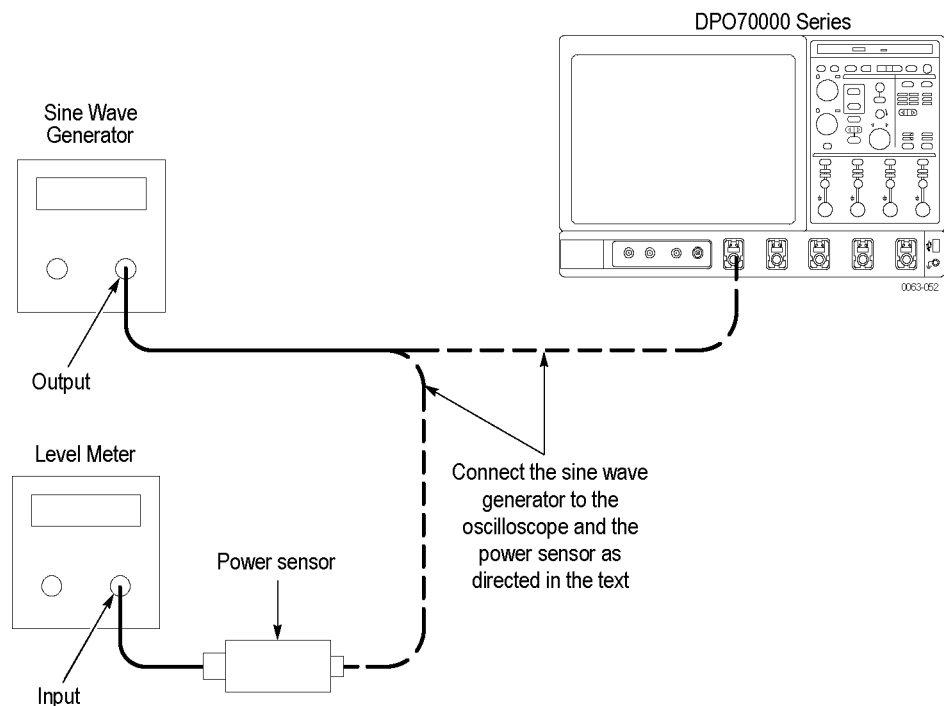 DPO70000 Series
Sine Wave
Generator
0063-052
Output
Level Meter
Connect the sine wave
generator to the
oscilloscope and the
power sensor as
directed in the text
Power sensor
Input